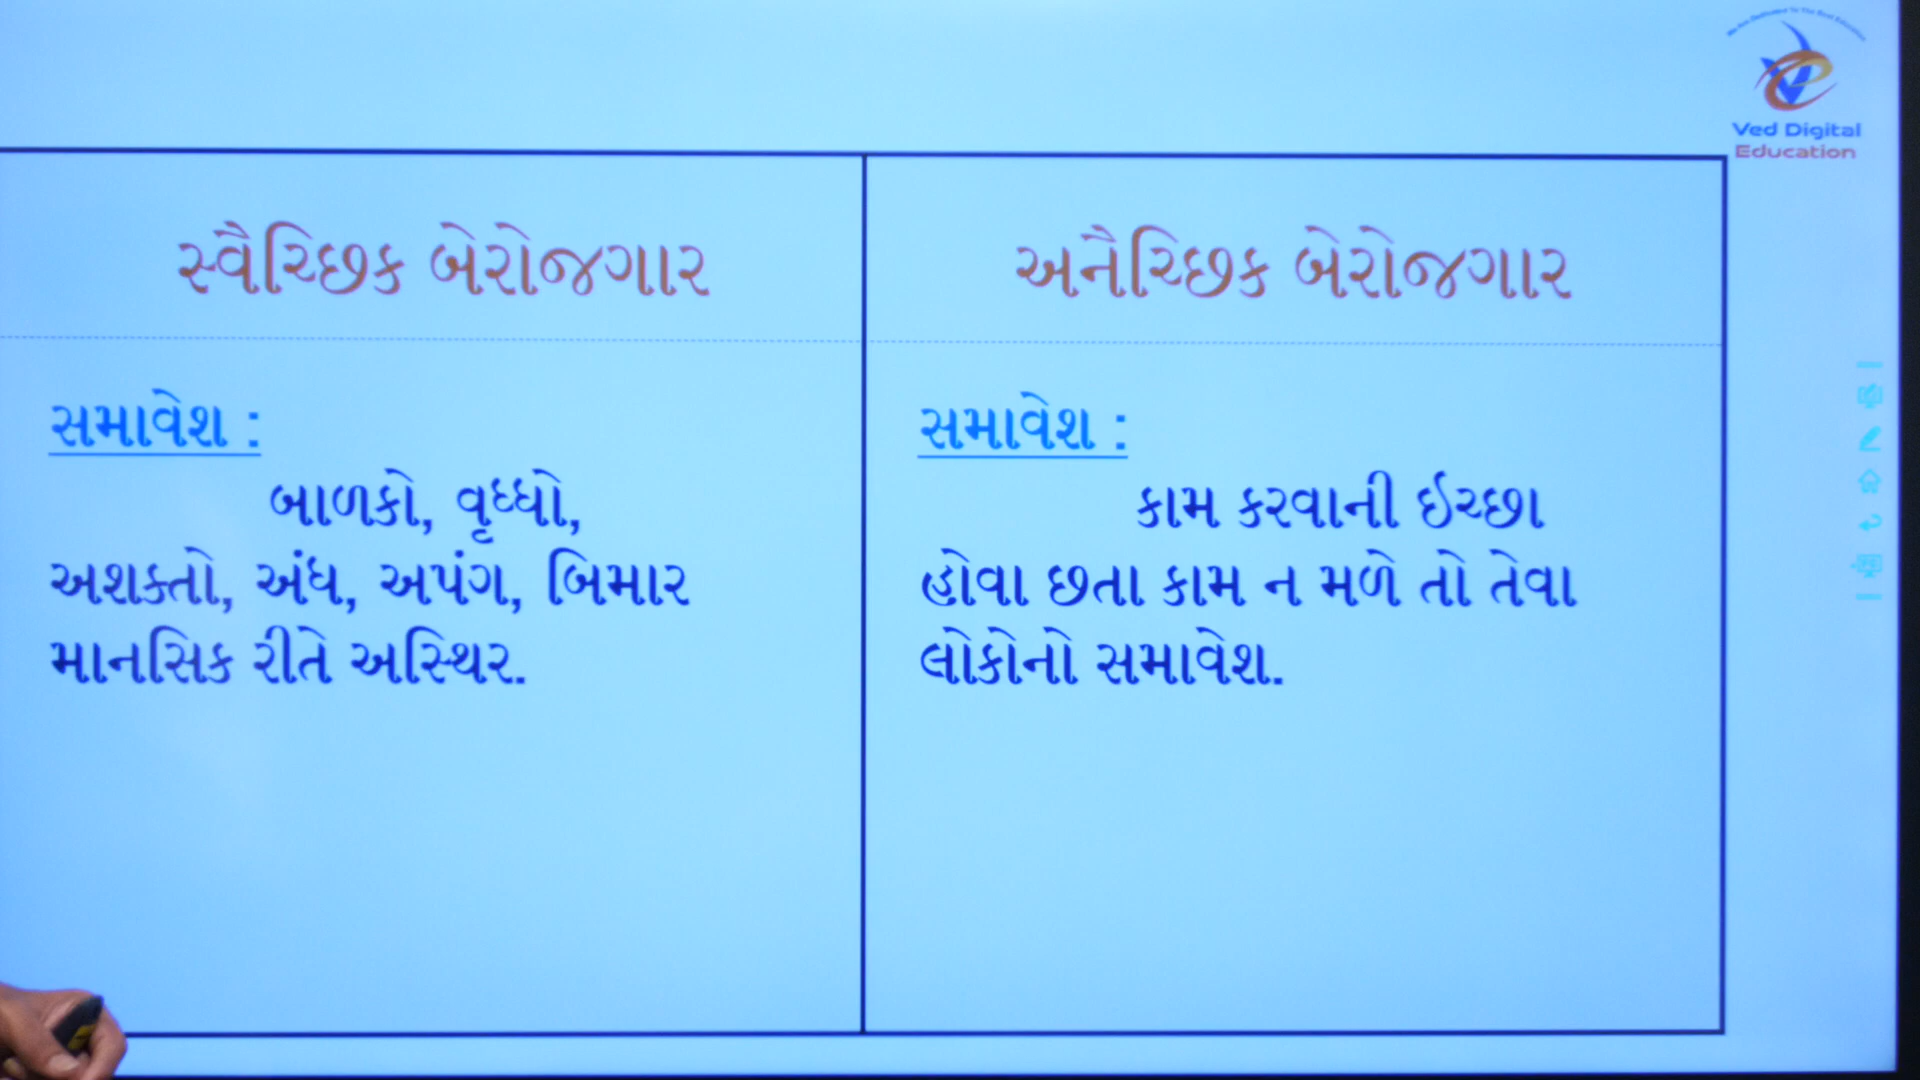 Ved Digital
Education
સ્વૈચ્છિક બેરોજગાર
સમાવેશ :
બાળકો, વૃધ્ધો,
અશક્તો, અંધ, અપંગ, બિમાર
માનસિક રીતે અસ્થિર.
અનૈચ્છિક બેરોજગાર
સમાવેશ :
કામ કરવાની ઈચ્છા
હોવા છતા કામ ન મળે તો તેવા
લોકોનો સમાવેશ.